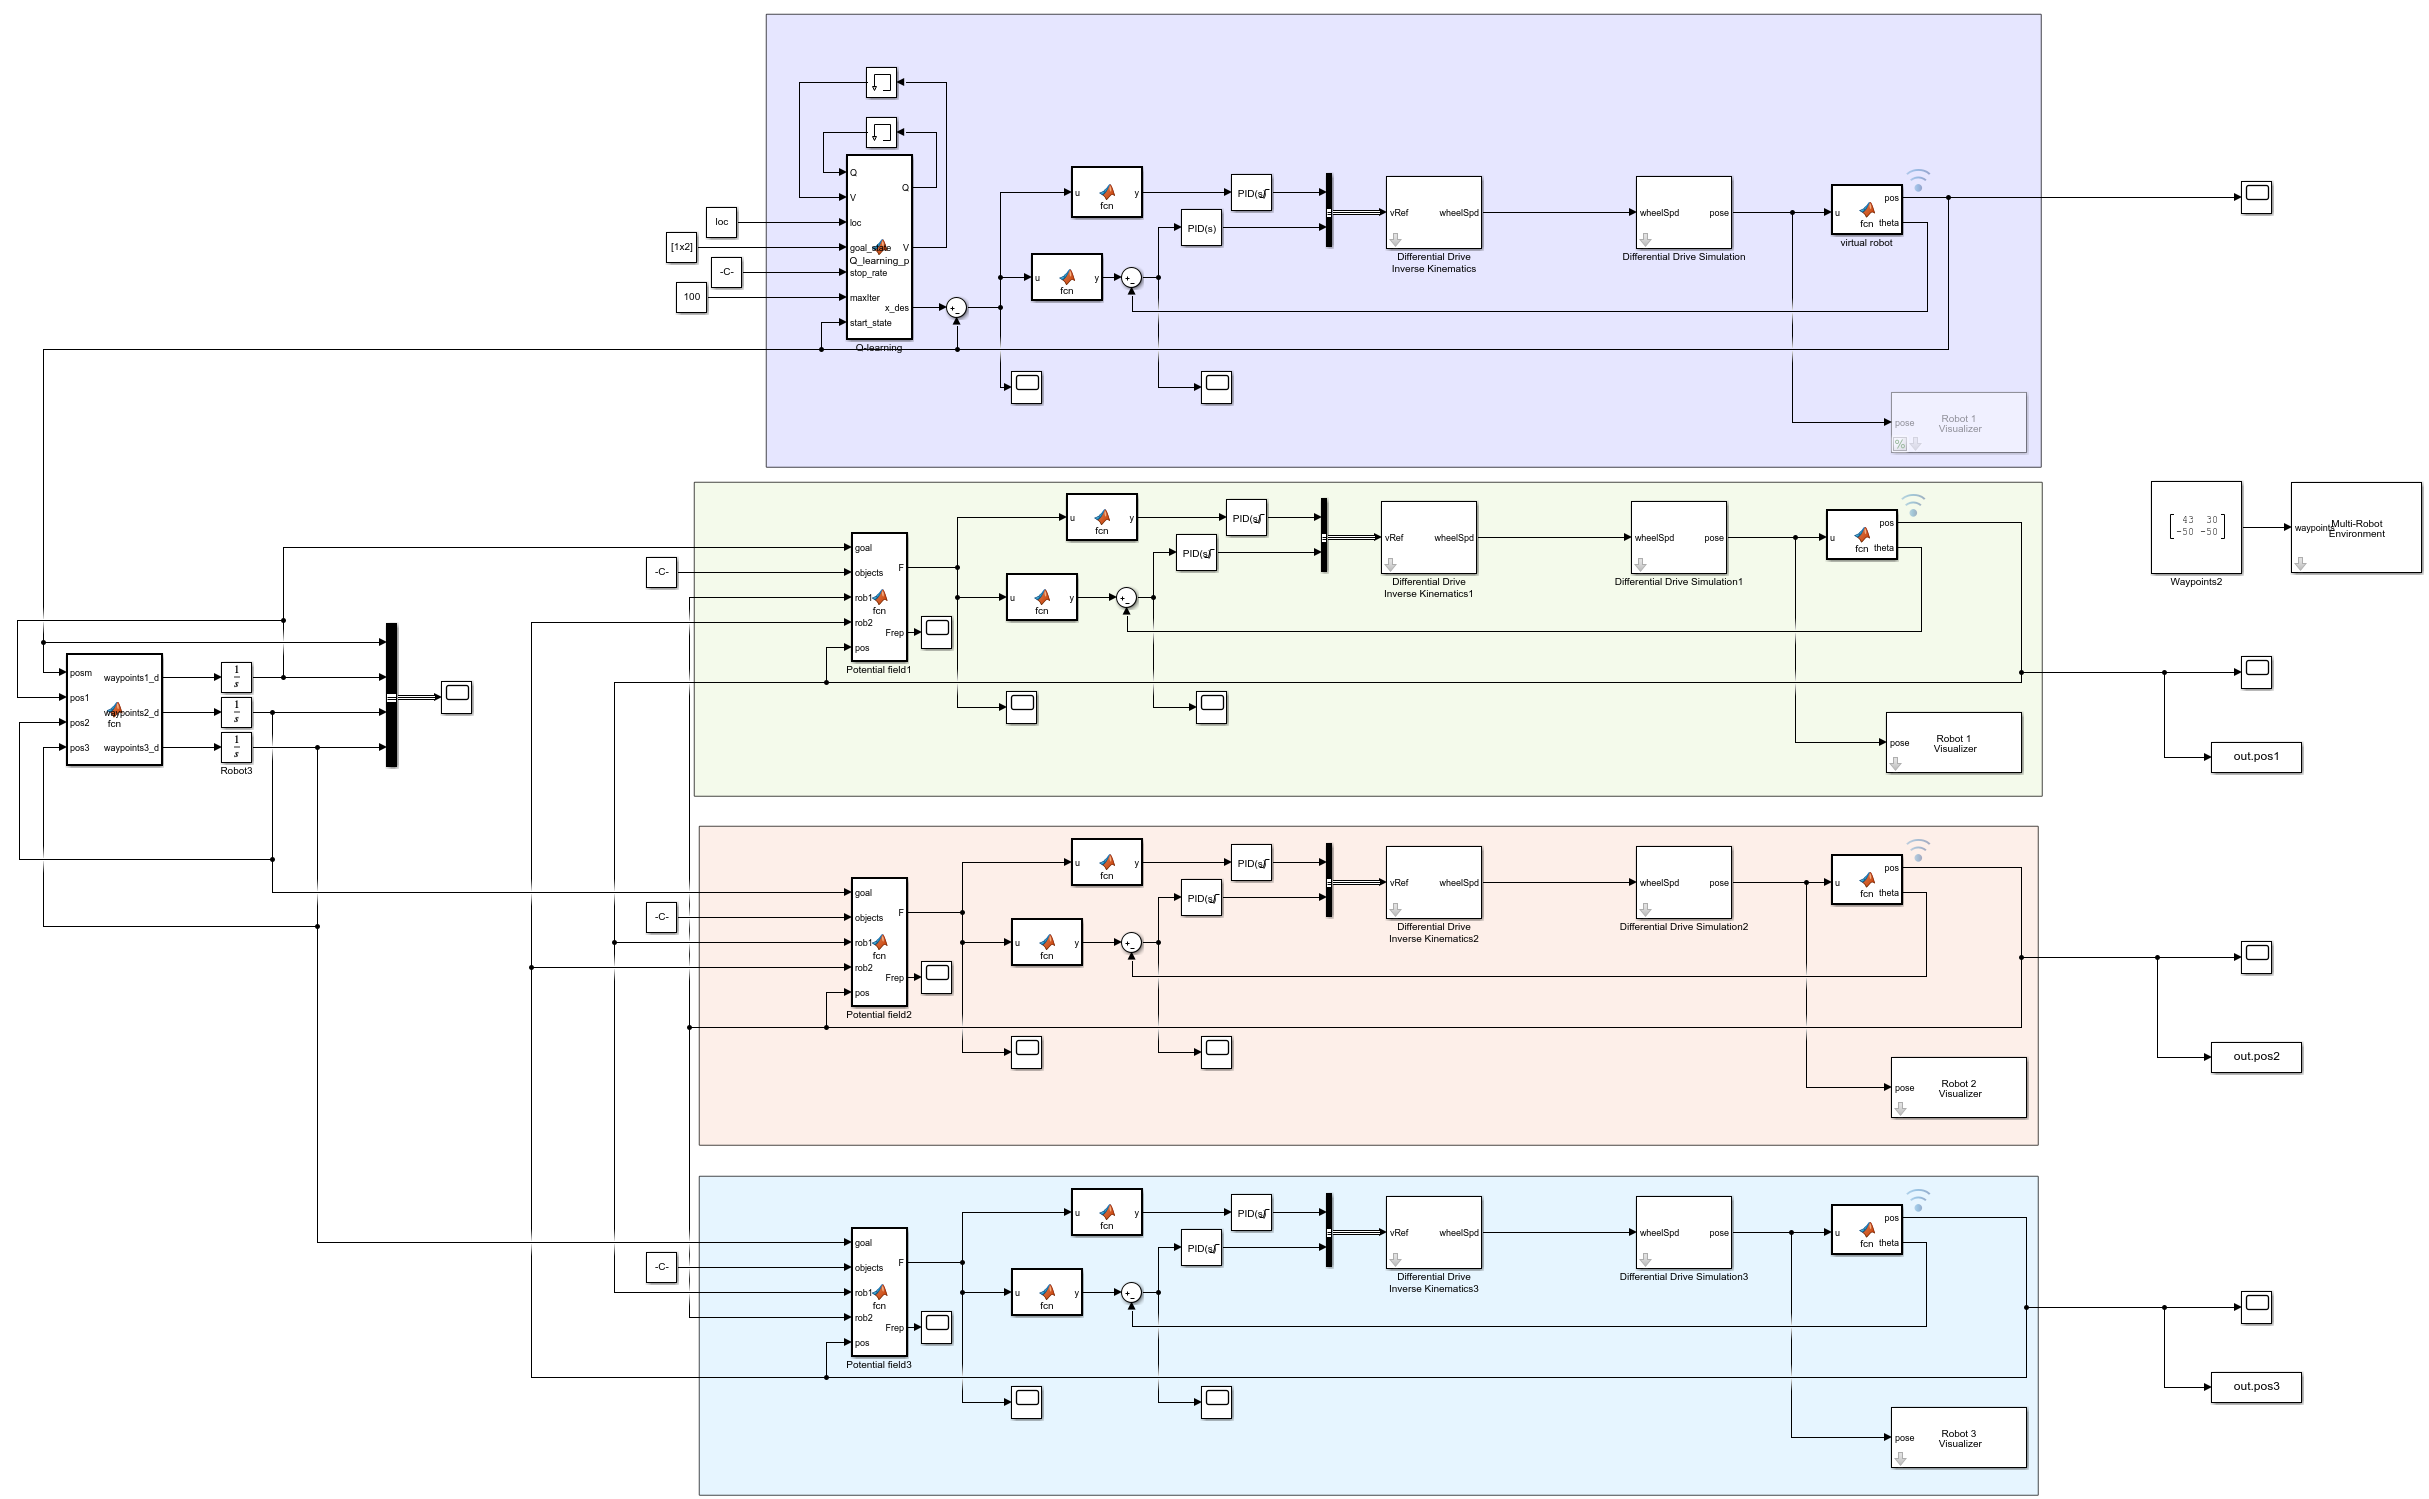 Q
V
loc
goal_state
stop_rate
maxIter
start_state
Q
V
x_des
Q_learning_p
Q-learning
loc
[1x2]
-C-
100
u
y
fcn
PID(s)
PID(s)
u
y
fcn
+
-
+
-
vRef
wheelSpd
Differential Drive
Inverse Kinematics
wheelSpd
pose
Differential Drive Simulation
u
pos
theta
fcn
virtual robot
pose
Robot 1
Visualizer
%
posm
pos1
pos2
pos3
waypoints1_d
waypoints2_d
waypoints3_d
fcn
1
s
1
s
1
s
Robot3
-C-
goal
objects
rob1
rob2
pos
F
Frep
fcn
Potential field1
u
y
fcn
PID(s)
PID(s)
u
y
fcn
+
-
vRef
wheelSpd
Differential Drive
Inverse Kinematics1
wheelSpd
pose
Differential Drive Simulation1
u
pos
theta
fcn
pose
Robot 1
Visualizer
43 30
-50 -50
Waypoints2
waypoints
Multi-Robot
Environment
out.pos1
-C-
goal
objects
rob1
rob2
pos
F
Frep
fcn
Potential field2
u
y
fcn
PID(s)
PID(s)
u
y
fcn
+
-
vRef
wheelSpd
Differential Drive
Inverse Kinematics2
wheelSpd
pose
Differential Drive Simulation2
u
pos
theta
fcn
pose
Robot 2
Visualizer
out.pos2
-C-
goal
objects
rob1
rob2
pos
F
Frep
fcn
Potential field3
u
y
fcn
PID(s)
PID(s)
u
y
fcn
+
-
vRef
wheelSpd
Differential Drive
Inverse Kinematics3
wheelSpd
pose
Differential Drive Simulation3
u
pos
theta
fcn
pose
Robot 3
Visualizer
out.pos3